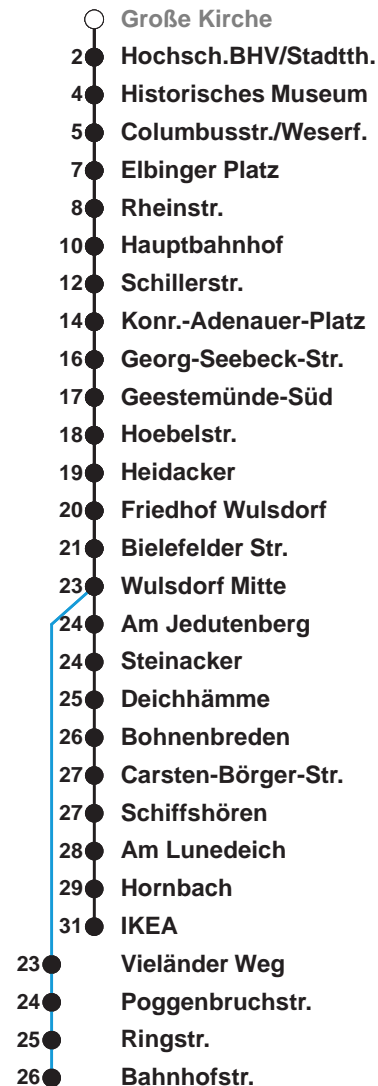 Große Kirche
2 Hochsch.BHV/Stadtth.
4 Historisches Museum
5 Columbusstr./Weserf.
7 Elbinger Platz
8 Rheinstr.
10 Hauptbahnhof
12 Schillerstr.
14 Konr.-Adenauer-Platz
16 Georg-Seebeck-Str.
17 Geestemünde-Süd
18 Hoebelstr.
19 Heidacker
20 Friedhof Wulsdorf
21 Bielefelder Str.
23 Wulsdorf Mitte
24 Am Jedutenberg
24 Steinacker
25 Deichhämme
26 Bohnenbreden
27 Carsten-Börger-Str.
27 Schiffshören
28 Am Lunedeich
29 Hornbach
31 IKEA
23 Vieländer Weg
24 Poggenbruchstr.
25 Ringstr.
26 Bahnhofstr.